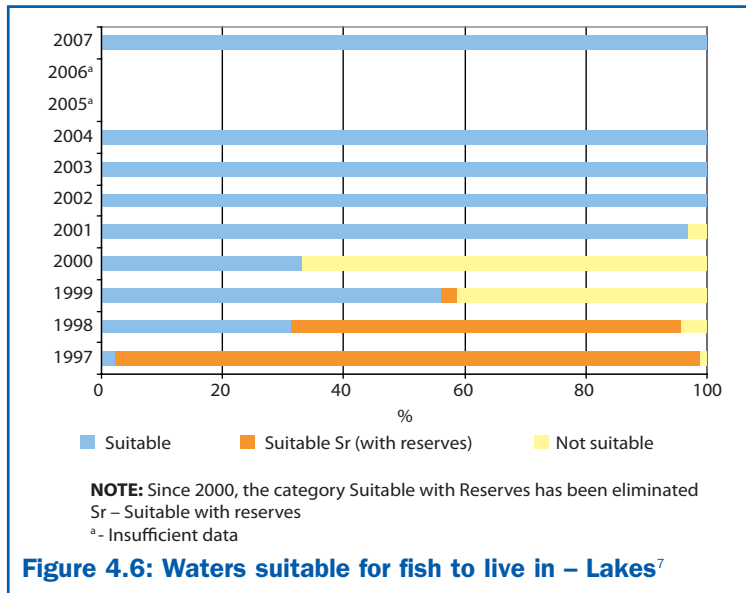 2007
2006ᵃ
2005ᵃ
2004
2003
2002
2001
2000
1999
1998
1997
0 20 40 60 80 100
%
Suitable Suitable Sr (with reserves) Not suitable
NOTE: Since 2000, the category Suitable with Reserves has been eliminated
Sr – Suitable with reserves
ᵃ - Insufficient data
Figure 4.6: Waters suitable for fish to live in – Lakes⁷